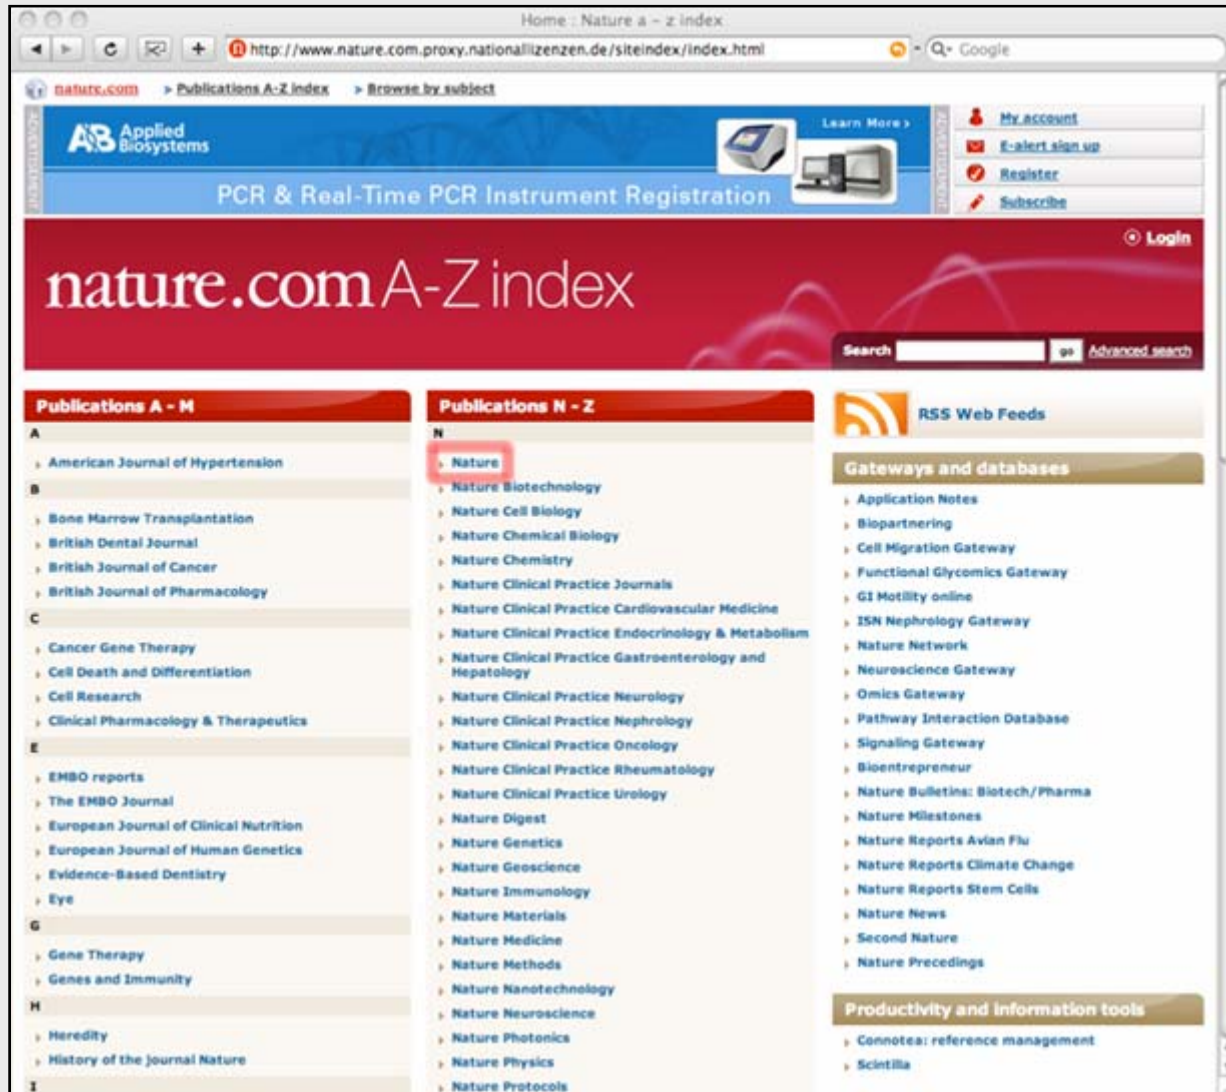 Home : Nature a - z index
http://www.nature.com.proxy.nationallizenzen.de/siteindex/index.html
Google
nature.com Publications A-Z index Browse by subject
ADVERTISEMENT
AB Applied Biosystems
Learn More >
PCR & Real-Time PCR Instrument Registration
ADVERTISEMENT
My account
E-alert sign up
Register
Subscribe
Login
nature.com A-Z index
Search go Advanced search
Publications A - M
A
American Journal of Hypertension
B
Bone Marrow Transplantation
British Dental Journal
British Journal of Cancer
British Journal of Pharmacology
C
Cancer Gene Therapy
Cell Death and Differentiation
Cell Research
Clinical Pharmacology & Therapeutics
E
EMBO reports
The EMBO Journal
European Journal of Clinical Nutrition
European Journal of Human Genetics
Evidence-Based Dentistry
Eye
G
Gene Therapy
Genes and Immunity
H
Heredity
History of the journal Nature
I
Publications N - Z
N
Nature
Nature Biotechnology
Nature Cell Biology
Nature Chemical Biology
Nature Chemistry
Nature Clinical Practice Journals
Nature Clinical Practice Cardiovascular Medicine
Nature Clinical Practice Endocrinology & Metabolism
Nature Clinical Practice Gastroenterology and
Hepatology
Nature Clinical Practice Neurology
Nature Clinical Practice Nephrology
Nature Clinical Practice Oncology
Nature Clinical Practice Rheumatology
Nature Clinical Practice Urology
Nature Digest
Nature Genetics
Nature Geoscience
Nature Immunology
Nature Materials
Nature Medicine
Nature Methods
Nature Nanotechnology
Nature Neuroscience
Nature Photonics
Nature Physics
Nature Protocols
RSS Web Feeds
Gateways and databases
Application Notes
Biopartnering
Cell Migration Gateway
Functional Glycomics Gateway
GI Motility online
ISN Nephrology Gateway
Nature Network
Neuroscience Gateway
Omics Gateway
Pathway Interaction Database
Signaling Gateway
Bioentrepreneur
Nature Bulletins: Biotech/Pharma
Nature Milestones
Nature Reports Avian Flu
Nature Reports Climate Change
Nature Reports Stem Cells
Nature News
Second Nature
Nature Precedings
Productivity and information tools
Connotea: reference management
Scintilla